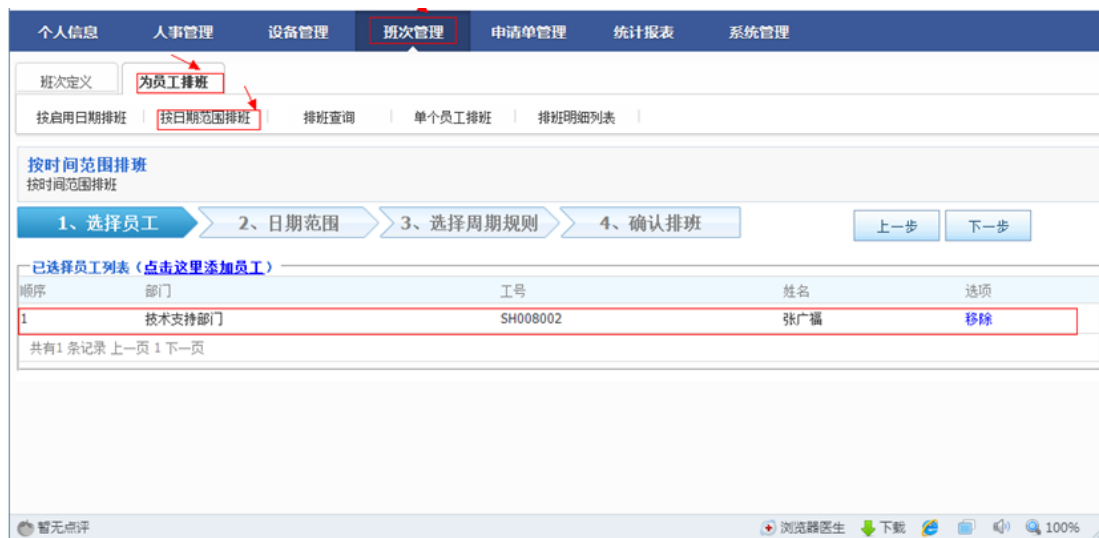 个人信息 人事管理 设备管理 班次管理 申请单管理 统计报表 系统管理
班次定义 为员工排班
按启用日期排班 按日期范围排班 排班查询 单个员工排班 排班明细列表
按时间范围排班
按时间范围排班
1、选择员工 2、日期范围 3、选择周期规则 4、确认排班 上一步 下一步
已选择员工列表（点击这里添加员工）
顺序 部门 工号 姓名 选项
1 技术支持部门 SH008002 张广福 移除
共有1 条记录 上一页 1 下一页
暂无点评 浏览器医生 下载 100%